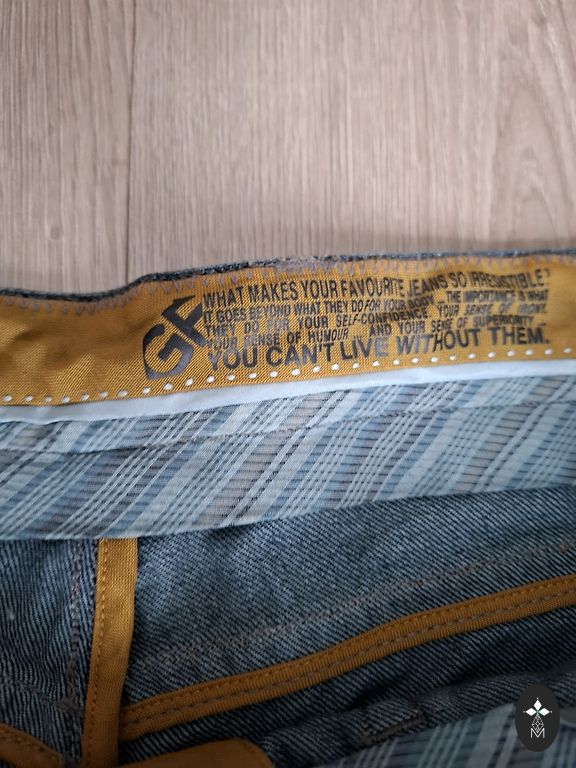 GF
WHAT MAKES YOUR FAVOURITE JEANS SO IRRESISTIBLE?
IT GOES BEYOND WHAT THEY DO FOR YOUR BODY. THE IMPORTANCE IS WHAT
THEY DO FOR YOUR SELF-CONFIDENCE, YOUR SENSE OF IRONY,
YOUR SENSE OF HUMOUR AND YOUR SENSE OF SUPERIORITY.
YOU CAN'T LIVE WITHOUT THEM.
M